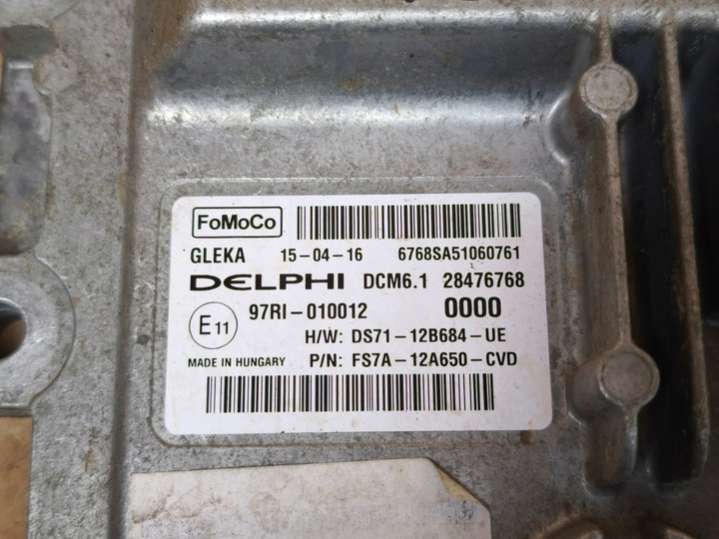 FoMoCo
GLEKA 15-04-16 6768SA51060761
DELPHI DCM6.1 28476768
E11 97RI-010012 0000
H/W: DS71-12B684-UE
MADE IN HUNGARY P/N: FS7A-12A650-CVD